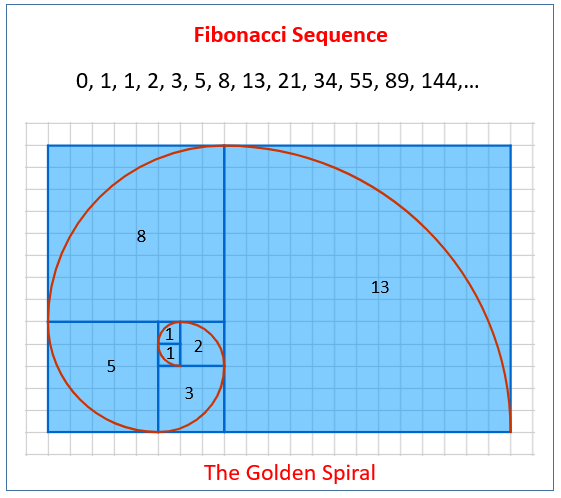 Fibonacci Sequence
0, 1, 1, 2, 3, 5, 8, 13, 21, 34, 55, 89, 144,...
8
13
1
2
1
5
3
The Golden Spiral